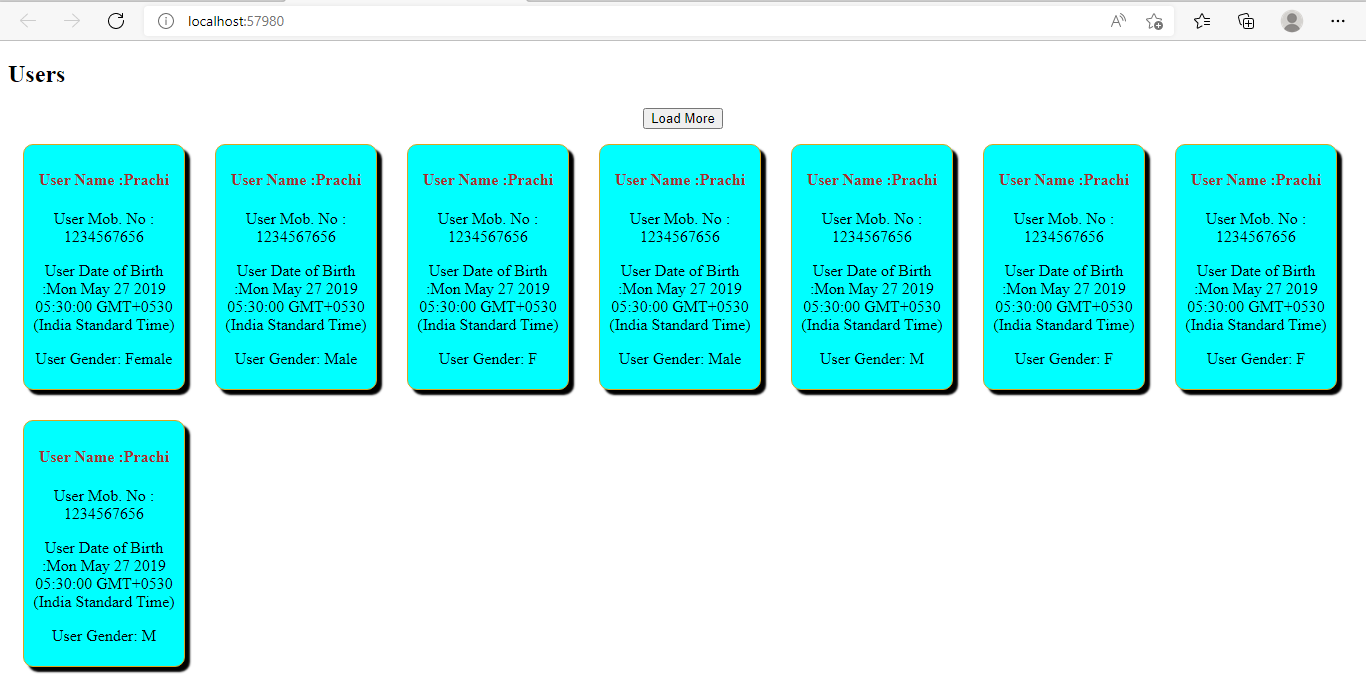 localhost:57980
Users
Load More
User Name :Prachi
User Mob. No :
1234567656
User Date of Birth
:Mon May 27 2019
05:30:00 GMT+0530
(India Standard Time)
User Gender: Female
User Name :Prachi
User Mob. No :
1234567656
User Date of Birth
:Mon May 27 2019
05:30:00 GMT+0530
(India Standard Time)
User Gender: Male
User Name :Prachi
User Mob. No :
1234567656
User Date of Birth
:Mon May 27 2019
05:30:00 GMT+0530
(India Standard Time)
User Gender: F
User Name :Prachi
User Mob. No :
1234567656
User Date of Birth
:Mon May 27 2019
05:30:00 GMT+0530
(India Standard Time)
User Gender: Male
User Name :Prachi
User Mob. No :
1234567656
User Date of Birth
:Mon May 27 2019
05:30:00 GMT+0530
(India Standard Time)
User Gender: M
User Name :Prachi
User Mob. No :
1234567656
User Date of Birth
:Mon May 27 2019
05:30:00 GMT+0530
(India Standard Time)
User Gender: F
User Name :Prachi
User Mob. No :
1234567656
User Date of Birth
:Mon May 27 2019
05:30:00 GMT+0530
(India Standard Time)
User Gender: F
User Name :Prachi
User Mob. No :
1234567656
User Date of Birth
:Mon May 27 2019
05:30:00 GMT+0530
(India Standard Time)
User Gender: M